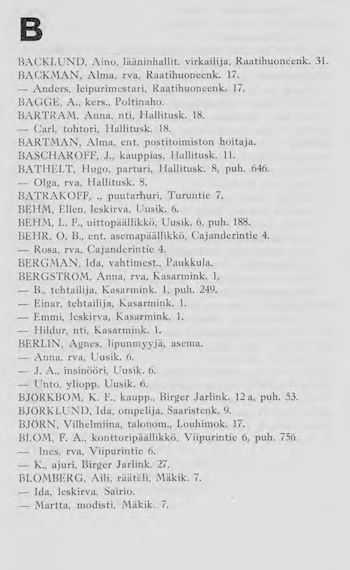 B
BACKLUND, Aino, lääninhallit. virkailija, Raatihuoneenk. 31.
BACKMAN, Alma, rva, Raatihuoneenk. 17.
— Anders, leipurimestari, Raatihuoneenk. 17.
BAGGE, A., kers., Poltinaho.
BARTRAM, Anna, nti, Hallitusk. 18.
— Carl, tohtori, Hallitusk. 18.
BARTMAN, Alma, ent. postitoimiston hoitaja.
BASCHAROFF, J., kauppias, Hallitusk. 11.
BATHELT, Hugo, parturi, Hallitusk. 8, puh. 646.
— Olga, rva, Hallitusk. 8.
BATRAKOFF, ., puutarhuri, Turuntie 7.
BEHM, Ellen, leskirva, Uusik. 6.
BEHM, L. F., uittopäällikkö, Uusik. 6, puh. 188.
BEHR, O. B., ent. asemapäällikkö, Cajanderintie 4.
— Rosa, rva, Cajanderintie 4.
BERGMAN, Ida, vahtimest., Paukkula.
BERGSTRÖM, Anna, rva, Kasarmink. 1.
— B., tehtailija, Kasarmink. 1, puh. 249.
— Einar, tehtailija, Kasarmink. 1.
— Emmi, leskirva, Kasarmink. 1.
— Hildur, nti, Kasarmink. 1.
BERLIN, Agnes, lipunmyyjä, asema.
— Anna, rva, Uusik. 6.
— J. A., insinööri, Uusik. 6.
— Unto, yliopp. Uusik. 6.
BJÖRKBOM, K. F., kaupp., Birger Jarlink. 12 a, puh. 53.
BJÖRKLUND, Ida, ompelija, Saaristenk. 9.
BJÖRN, Vilhelmiina, talonom., Louhimok. 17.
BLOM, F. A., konttoripäällikkö, Viipurintie 6, puh. 756.
— Ines, rva, Viipurintie 6.
— K., ajuri, Birger Jarlink. 27.
BLOMBERG, Aili, räätäli, Mäkik. 7.
— Ida, leskirva, Sairio.
— Martta, modisti, Mäkik. 7.